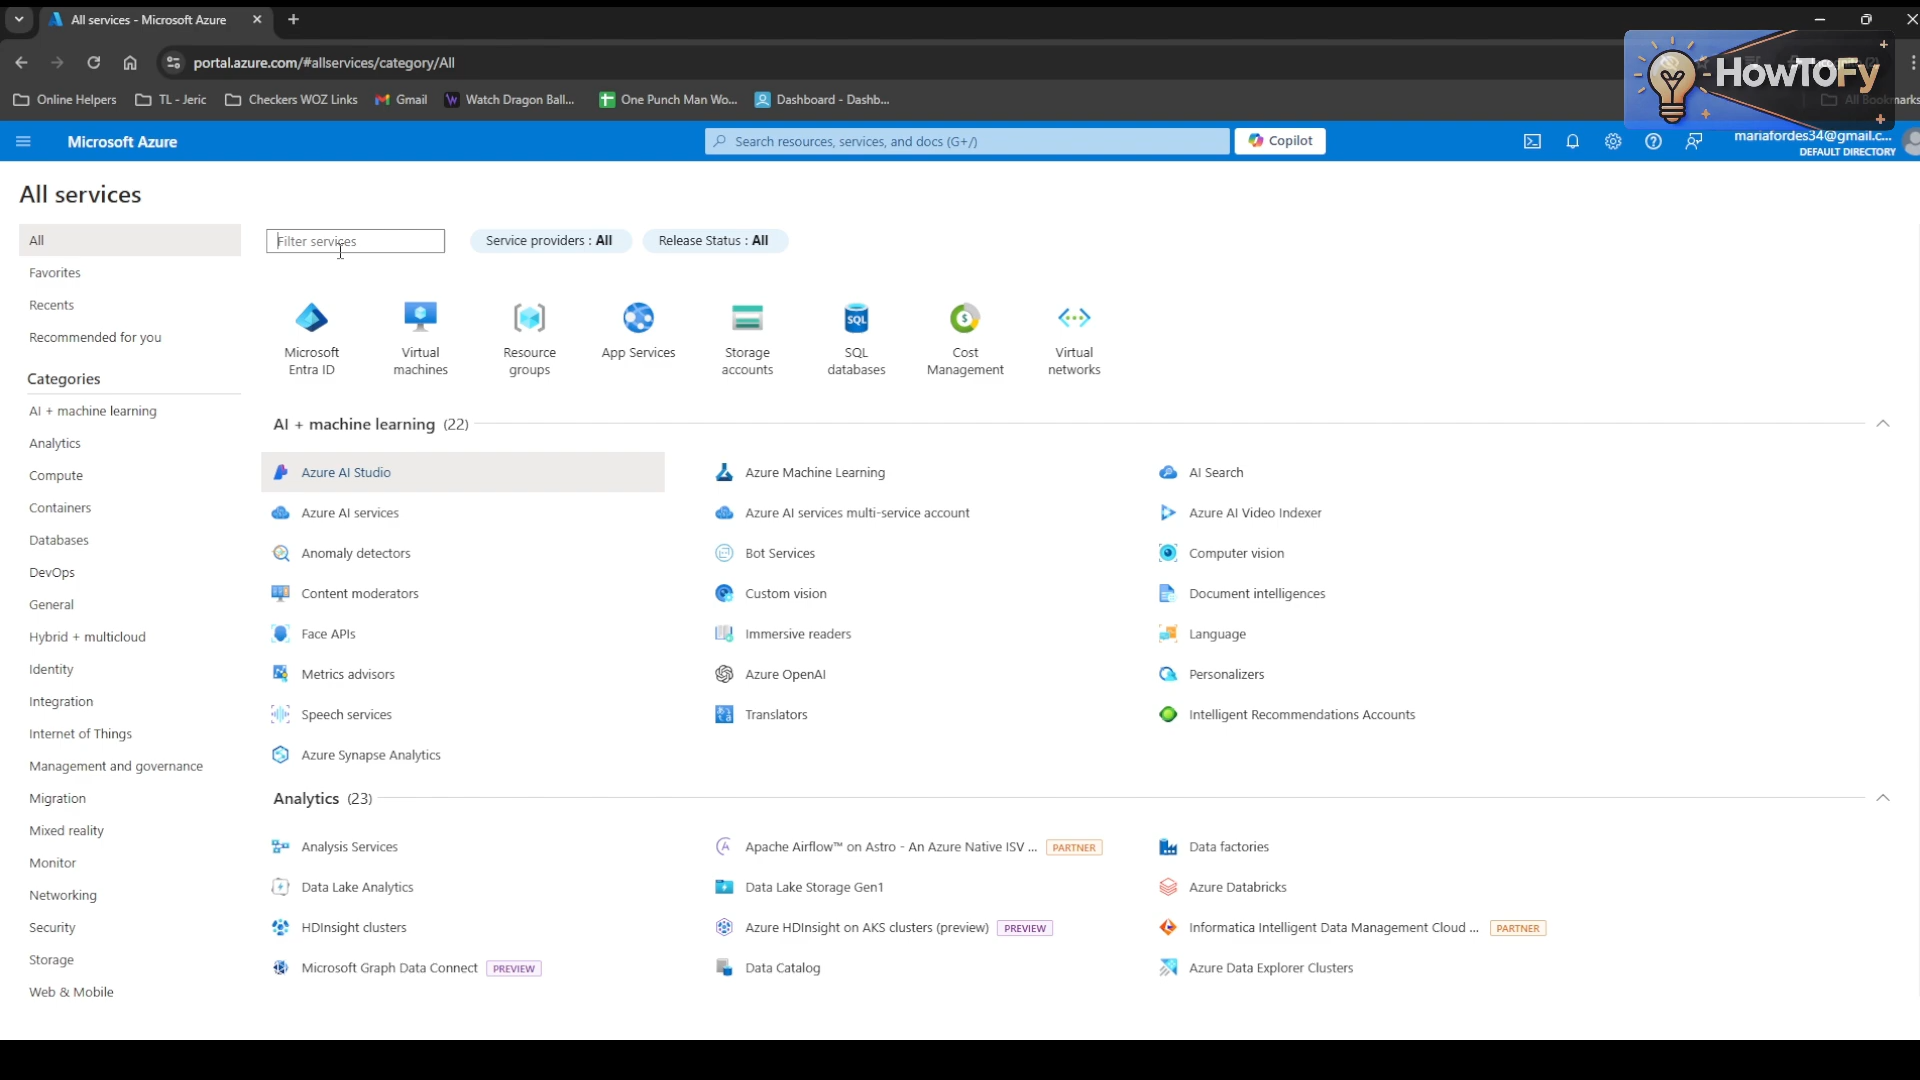 All services - Microsoft Azure
portal.azure.com/#allservices/category/All
Online Helpers
TL - Jeric
Checkers WOZ Links
Gmail
Watch Dragon Ball...
One Punch Man Wo...
Dashboard - Dashb...
All Bookmarks
HowTOFy
Microsoft Azure
Search resources, services, and docs (G+/)
Copilot
mariafordes34@gmail.c...
DEFAULT DIRECTORY
All services
All
Favorites
Recents
Recommended for you
Categories
AI + machine learning
Analytics
Compute
Containers
Databases
DevOps
General
Hybrid + multicloud
Identity
Integration
Internet of Things
Management and governance
Migration
Mixed reality
Monitor
Networking
Security
Storage
Web & Mobile
Filter services
Service providers : All
Release Status : All
Microsoft
Entra ID
Virtual
machines
Resource
groups
App Services
Storage
accounts
SQL
SQL
databases
Cost
Management
Virtual
networks
AI + machine learning (22)
Azure AI Studio
Azure Machine Learning
AI Search
Azure AI services
Azure AI services multi-service account
Azure AI Video Indexer
Anomaly detectors
Bot Services
Computer vision
Content moderators
Custom vision
Document intelligences
Face APIs
Immersive readers
Language
Metrics advisors
Azure OpenAI
Personalizers
Speech services
Translators
Intelligent Recommendations Accounts
Azure Synapse Analytics
Analytics (23)
Analysis Services
Apache Airflow™ on Astro - An Azure Native ISV ... PARTNER
Data factories
Data Lake Analytics
Data Lake Storage Gen1
Azure Databricks
HDInsight clusters
Azure HDInsight on AKS clusters (preview) PREVIEW
Informatica Intelligent Data Management Cloud ... PARTNER
Microsoft Graph Data Connect PREVIEW
Data Catalog
Azure Data Explorer Clusters